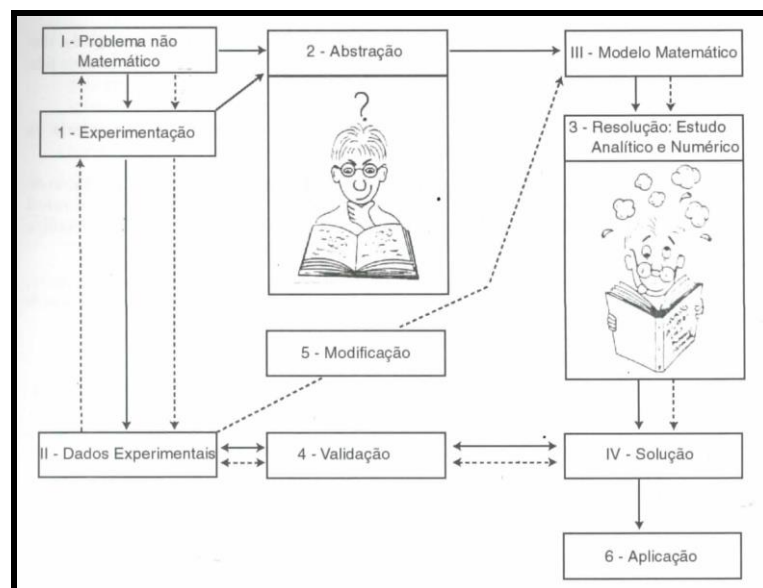 I - Problema não
Matemático
2 - Abstração
III - Modelo Matemático
1 - Experimentação
3 - Resolução: Estudo
Analítico e Numérico
?
5 - Modificação
II - Dados Experimentais
4 - Validação
IV - Solução
6 - Aplicação